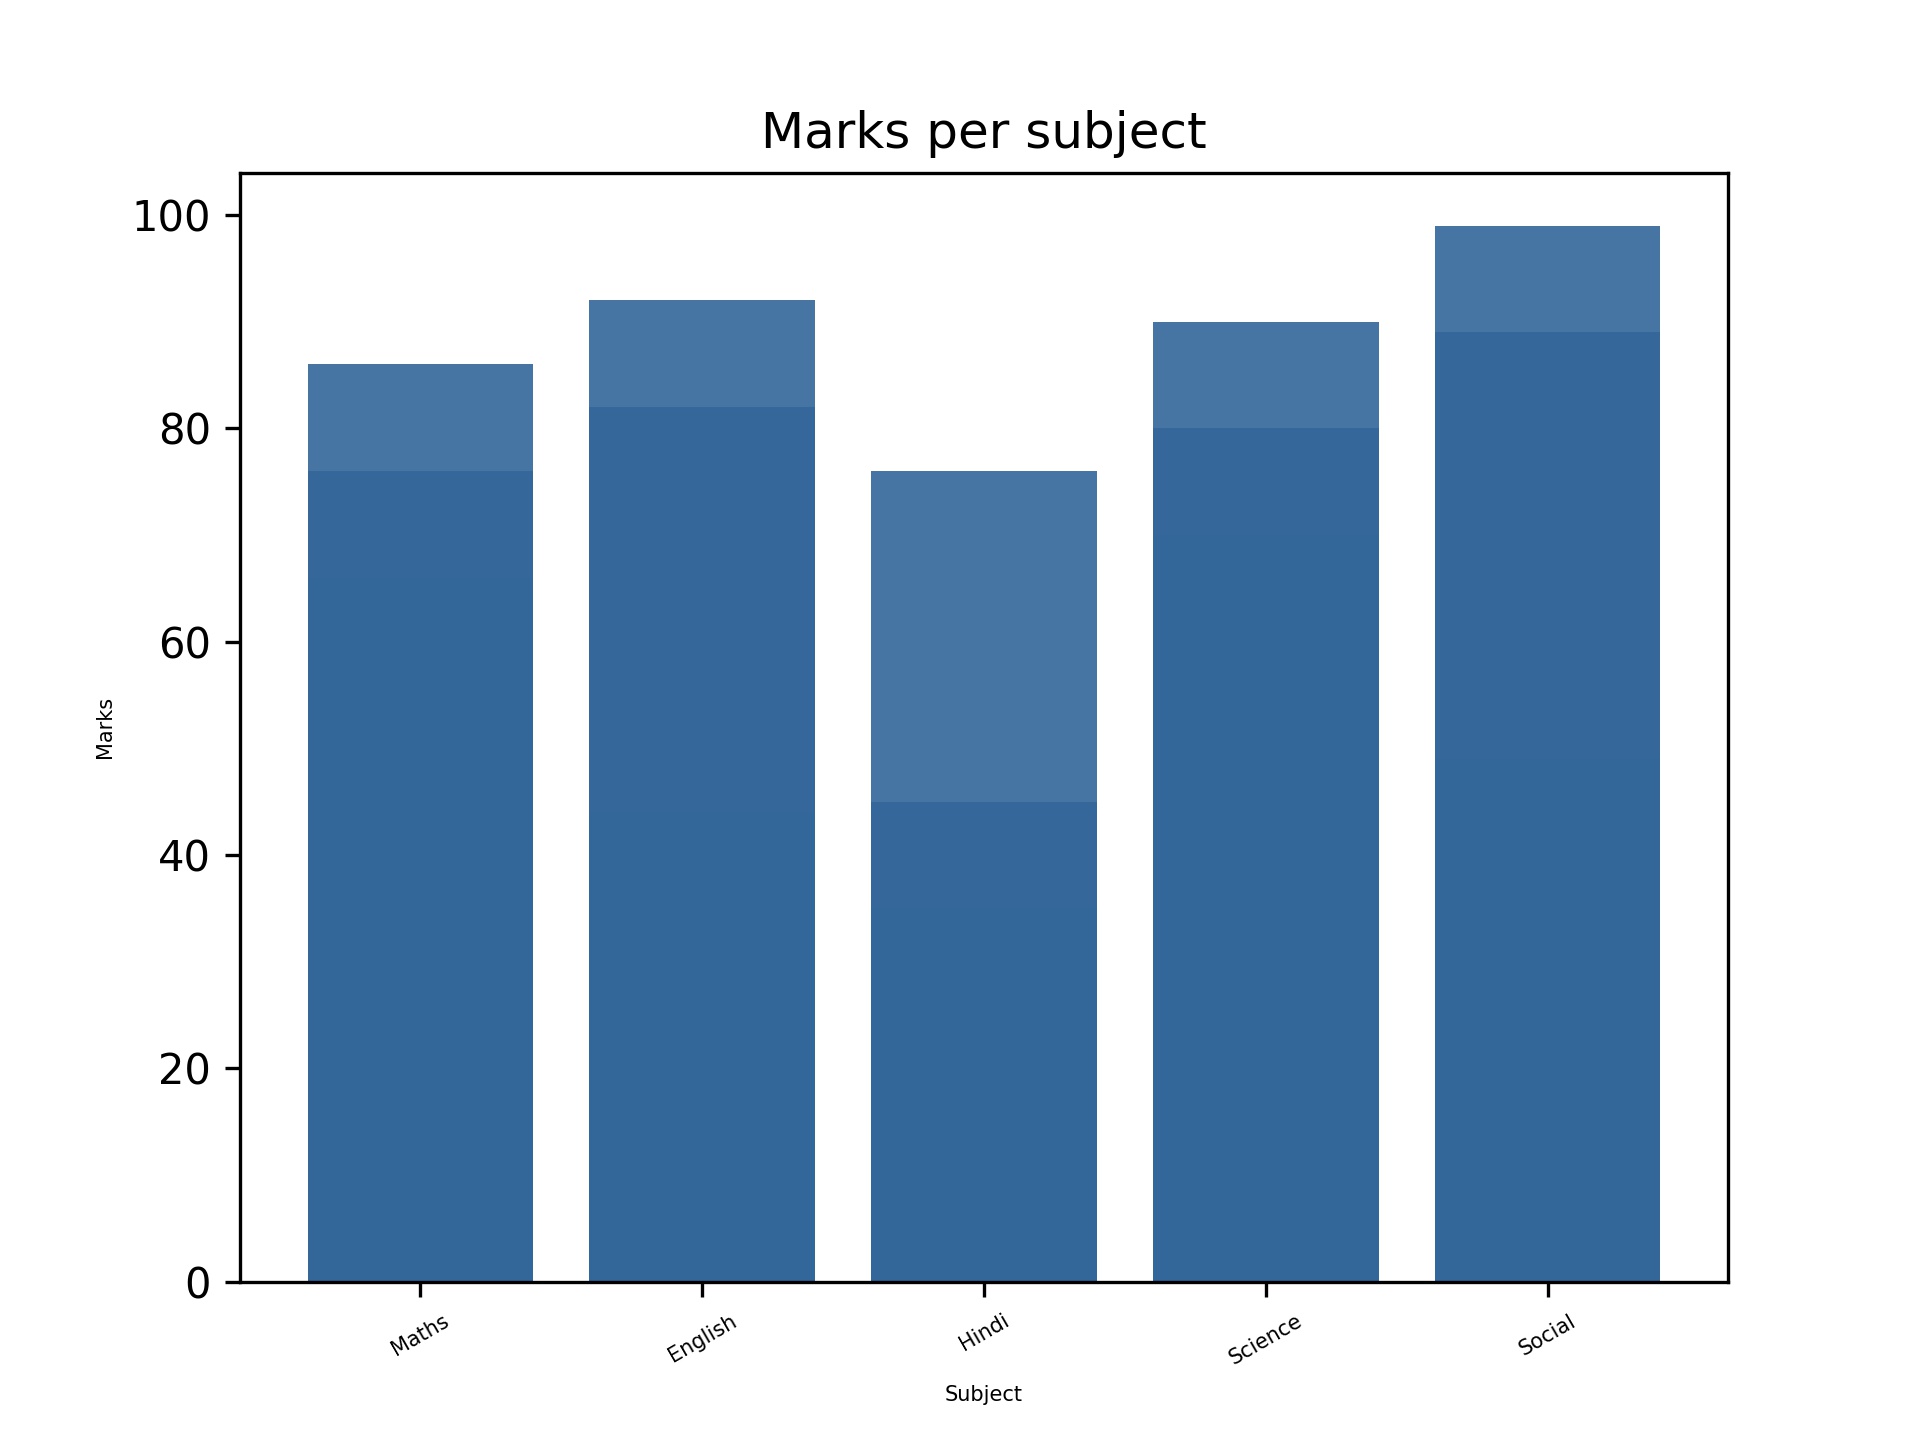 Marks per subject
100
80
60
40
20
0
Marks
Maths
English
Hindi
Science
Social
Subject